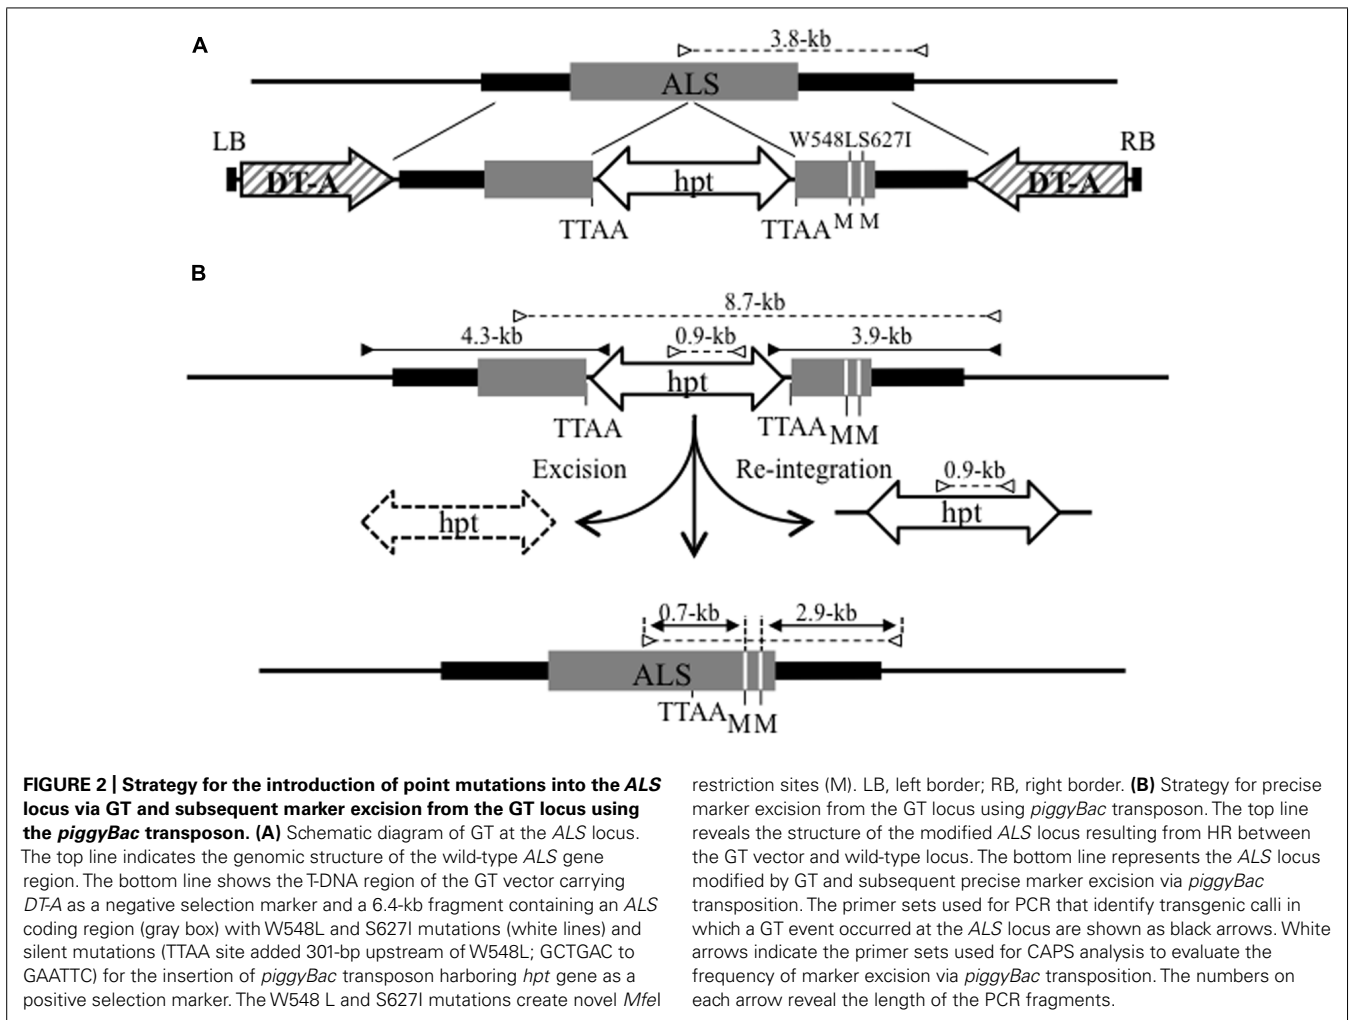 A
3.8-kb
ALS
W548LS627I
LB
RB
DT-A
hpt
DT-A
TTAA
TTAA
M M
B
8.7-kb
4.3-kb
0.9-kb
3.9-kb
hpt
TTAA
TTAA
MM
Excision
Re-integration
0.9-kb
hpt
hpt
0.7-kb
2.9-kb
ALS
TTAA
MM
FIGURE 2 | Strategy for the introduction of point mutations into the ALS
locus via GT and subsequent marker excision from the GT locus using
the piggyBac transposon. (A) Schematic diagram of GT at the ALS locus.
The top line indicates the genomic structure of the wild-type ALS gene
region. The bottom line shows the T-DNA region of the GT vector carrying
DT-A as a negative selection marker and a 6.4-kb fragment containing an ALS
coding region (gray box) with W548L and S627I mutations (white lines) and
silent mutations (TTAA site added 301-bp upstream of W548L; GCTGAC to
GAATTC) for the insertion of piggyBac transposon harboring hpt gene as a
positive selection marker. The W548 L and S627I mutations create novel MfeI
restriction sites (M). LB, left border; RB, right border. (B) Strategy for precise
marker excision from the GT locus using piggyBac transposon. The top line
reveals the structure of the modified ALS locus resulting from HR between
the GT vector and wild-type locus. The bottom line represents the ALS locus
modified by GT and subsequent precise marker excision via piggyBac
transposition. The primer sets used for PCR that identify transgenic calli in
which a GT event occurred at the ALS locus are shown as black arrows. White
arrows indicate the primer sets used for CAPS analysis to evaluate the
frequency of marker excision via piggyBac transposition. The numbers on
each arrow reveal the length of the PCR fragments.